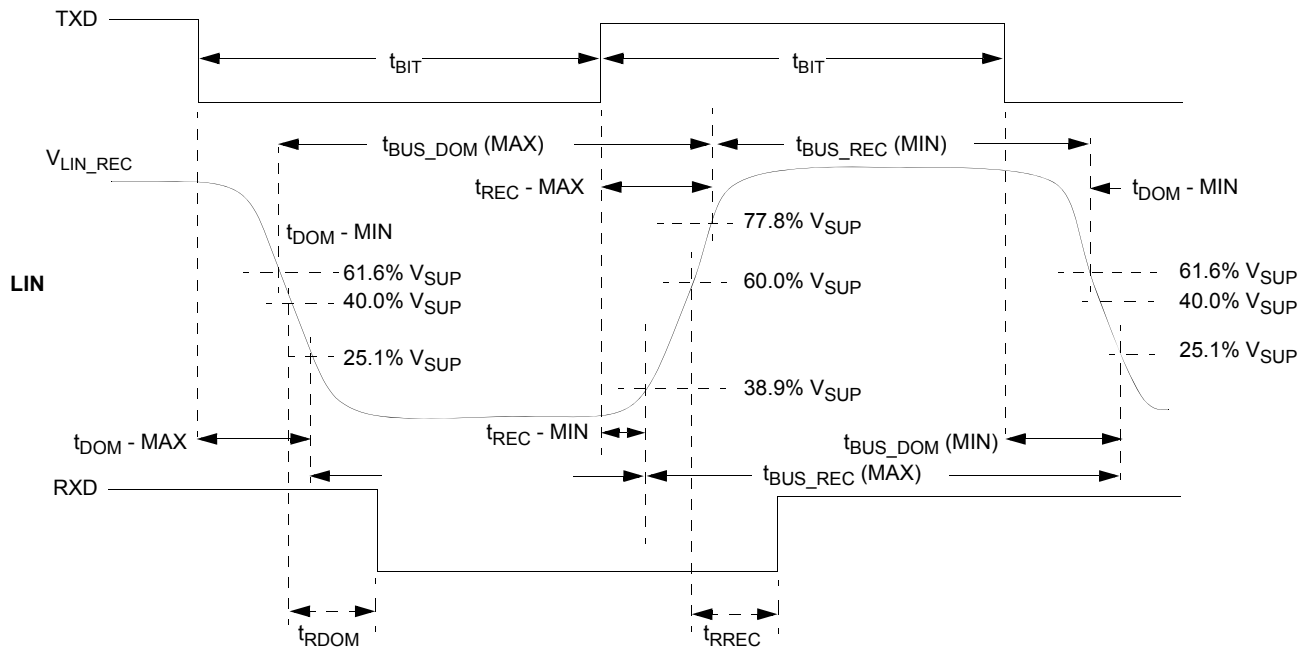 TXD
tBIT
tBIT
tBUS_DOM (MAX)
tBUS_REC (MIN)
VLIN_REC
tREC - MAX
tDOM - MIN
77.8% VSUP
tDOM - MIN
61.6% VSUP
60.0% VSUP
61.6% VSUP
LIN
40.0% VSUP
40.0% VSUP
25.1% VSUP
25.1% VSUP
38.9% VSUP
tDOM - MAX
tREC - MIN
tBUS_DOM (MIN)
tBUS_REC (MAX)
RXD
tRDOM
tRREC